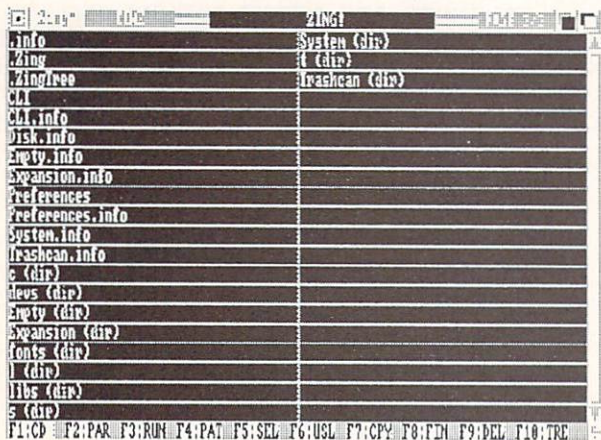 Zing"
ZING!
.info
.Zing
.ZingTree
CLI
CLI.info
Disk.info
Empty.info
Expansion.info
Preferences
Preferences.info
System.info
Trashcan.info
c (dir)
devs (dir)
Empty (dir)
Expansion (dir)
fonts (dir)
l (dir)
libs (dir)
s (dir)
System (dir)
t (dir)
Trashcan (dir)
F1:CD F2:PAR F3:RUN F4:PAT F5:SEL F6:USL F7:CPY F8:FIN F9:DEL F10:TRE